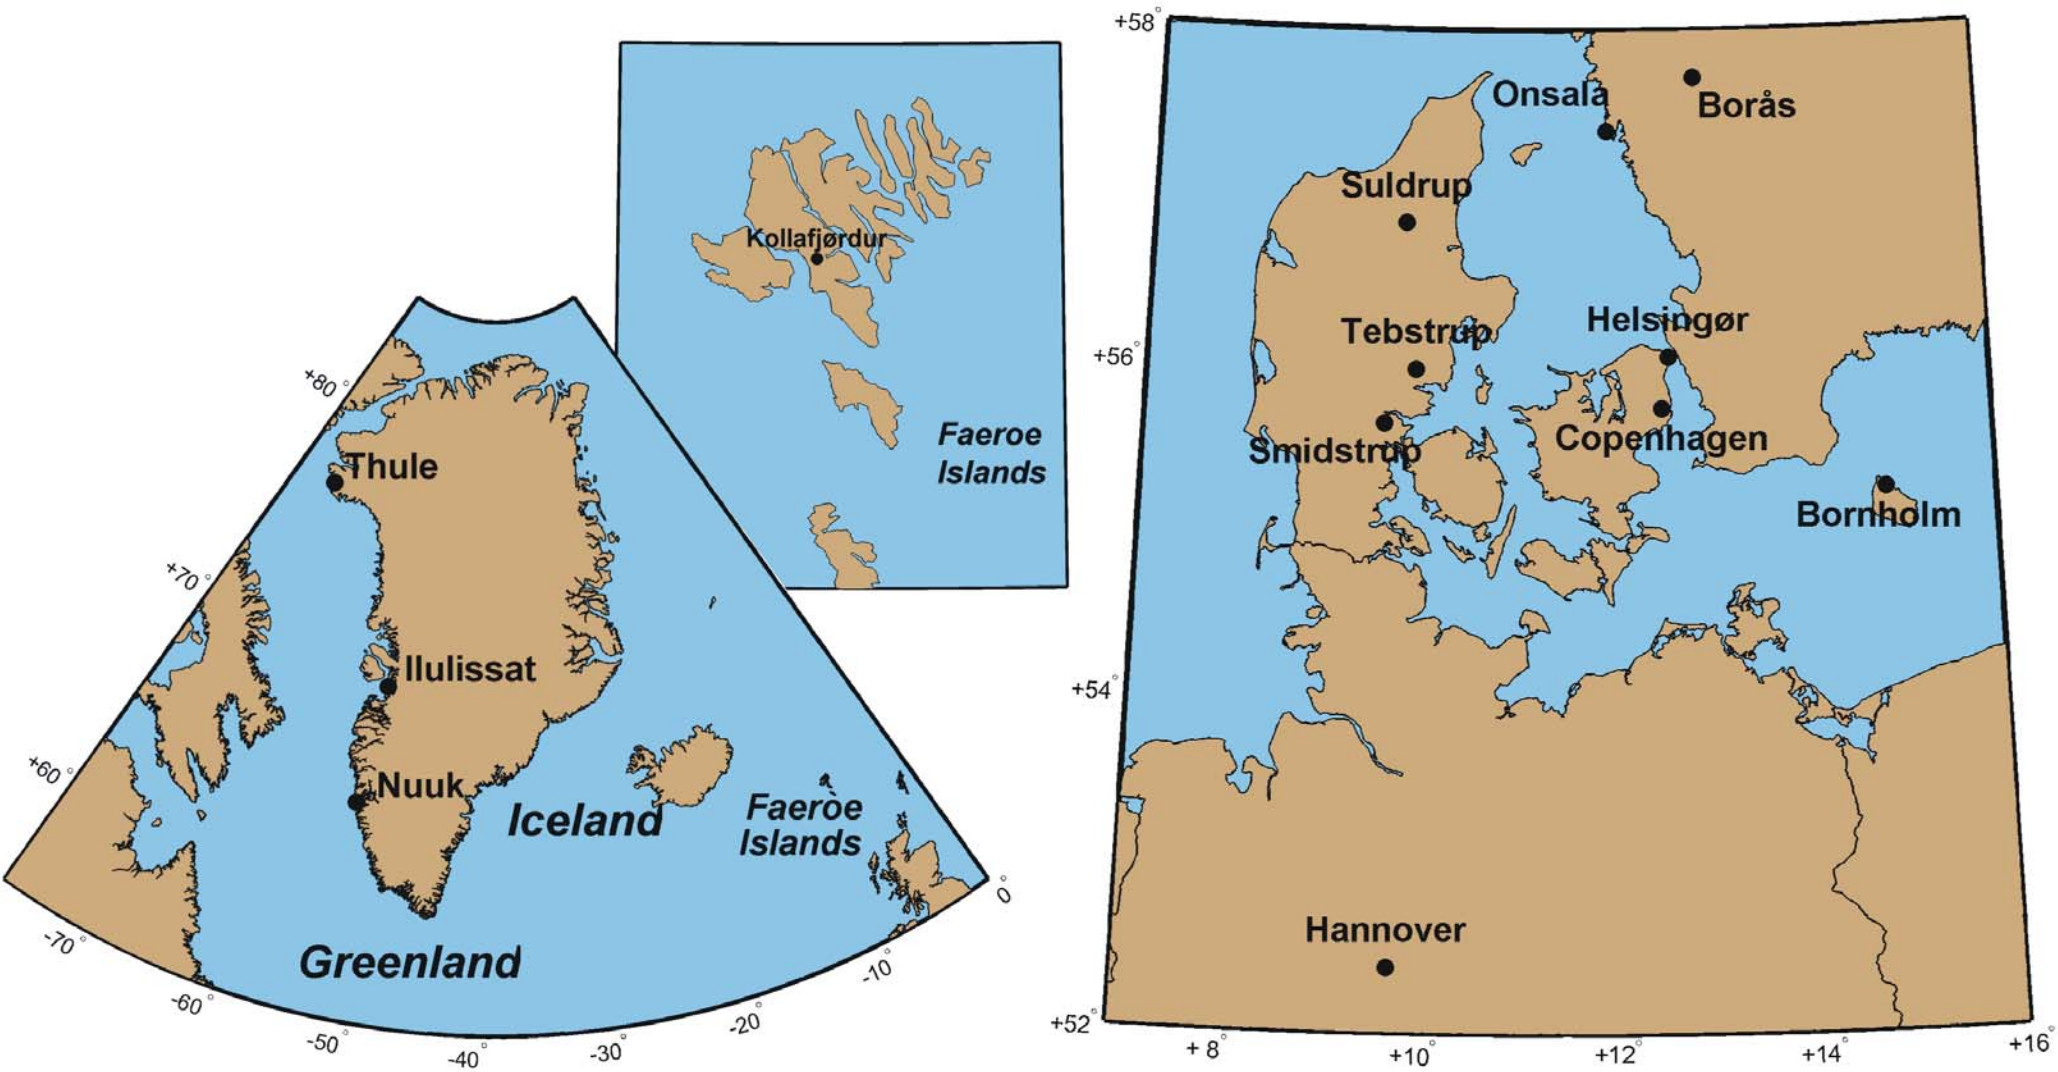 +80°
+70°
+60°
-70°
-60°
-50°
-40°
-30°
-20°
-10°
0°
Thule
Ilulissat
Nuuk
Iceland
Faeroe
Islands
Greenland
Kollafjørdur
Faeroe
Islands
+58°
+56°
+54°
+52°
+ 8°
+10°
+12°
+14°
+16°
Onsala
Borås
Suldrup
Helsingør
Tebstrup
Copenhagen
Smidstrup
Bornholm
Hannover